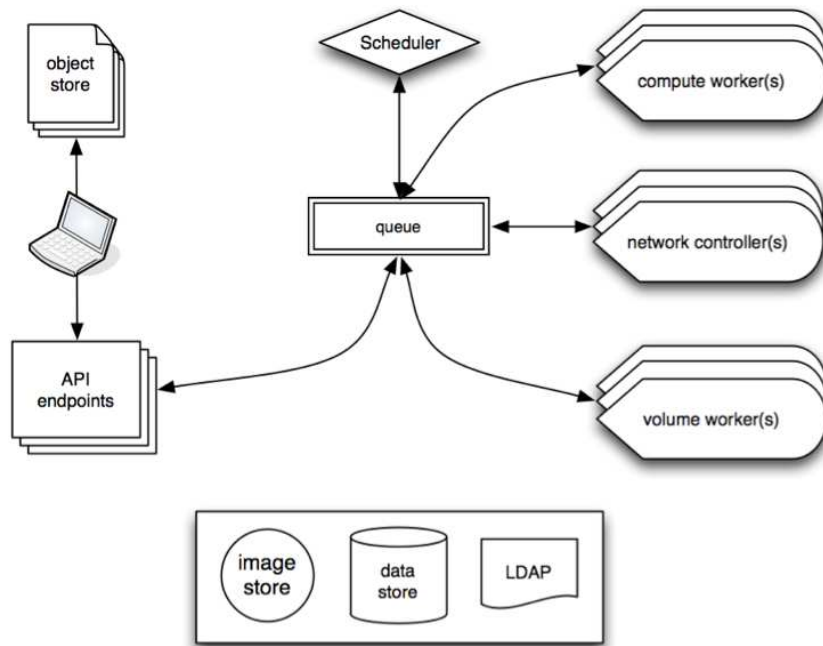 object
store
Scheduler
compute worker(s)
queue
network controller(s)
API
endpoints
volume worker(s)
image
store
data
store
LDAP